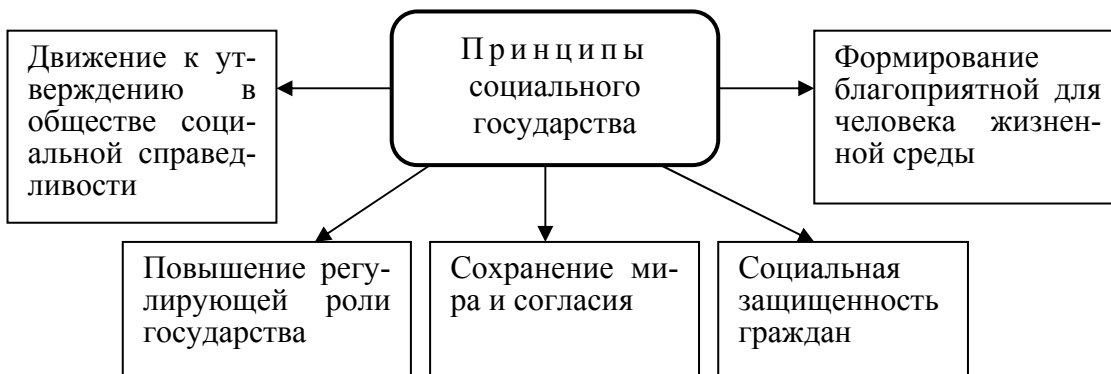 Принципы
социального
государства
Движение к ут-
верждению в
обществе соци-
альной справед-
ливости
Формирование
благоприятной для
человека жизнен-
ной среды
Повышение регу-
лирующей роли
государства
Сохранение ми-
ра и согласия
Социальная
защищенность
граждан